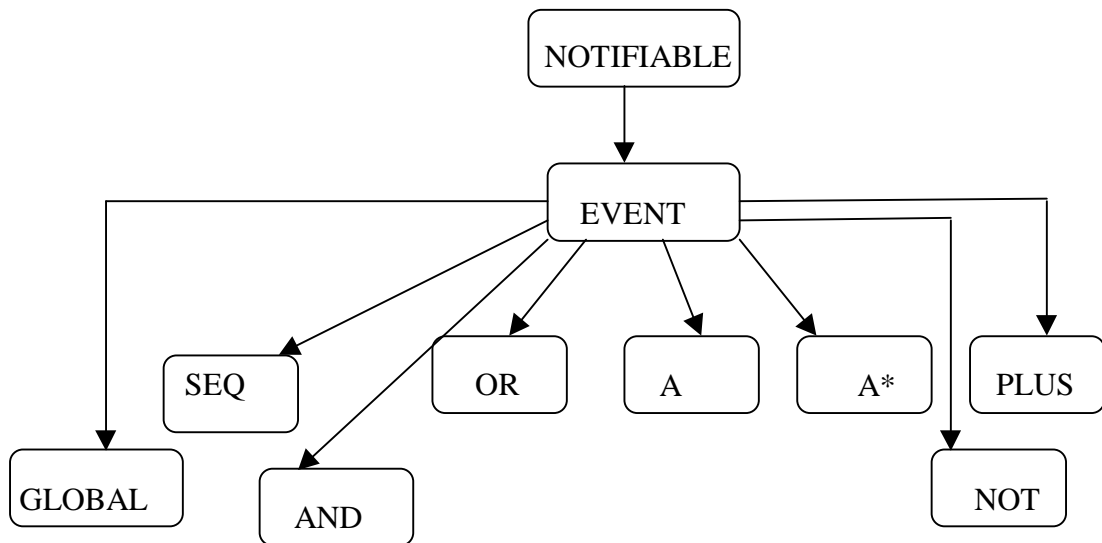 NOTIFIABLE
EVENT
SEQ
OR
A
A*
PLUS
GLOBAL
AND
NOT